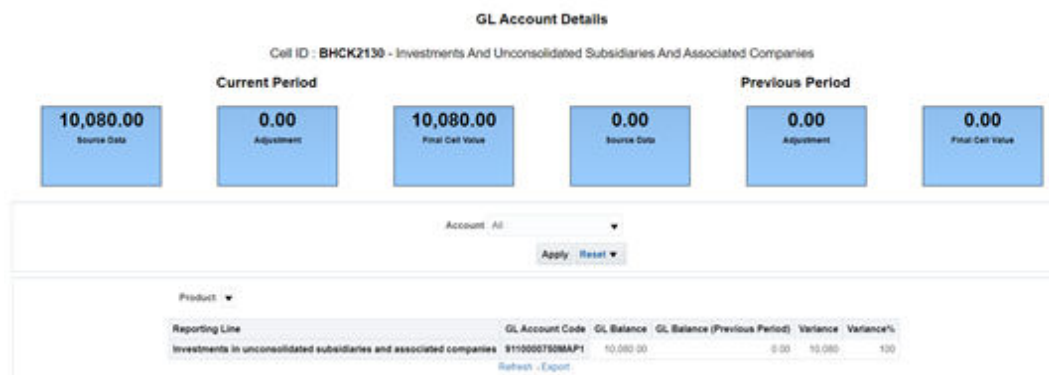 GL Account Details
Cell ID : BHCK2130 - Investments And Unconsolidated Subsidiaries And Associated Companies
Current Period Previous Period
10,080.00 0.00 10,080.00 0.00 0.00 0.00
Source Data Adjustment Final Cell Value Source Data Adjustment Final Cell Value
Account All
Apply Reset
Product
Reporting Line GL Account Code GL Balance GL Balance (Previous Period) Variance Variance%
Investments in unconsolidated subsidiaries and associated companies 9110000750MAP1 10,080.00 0.00 10,080 100
Refresh - Export